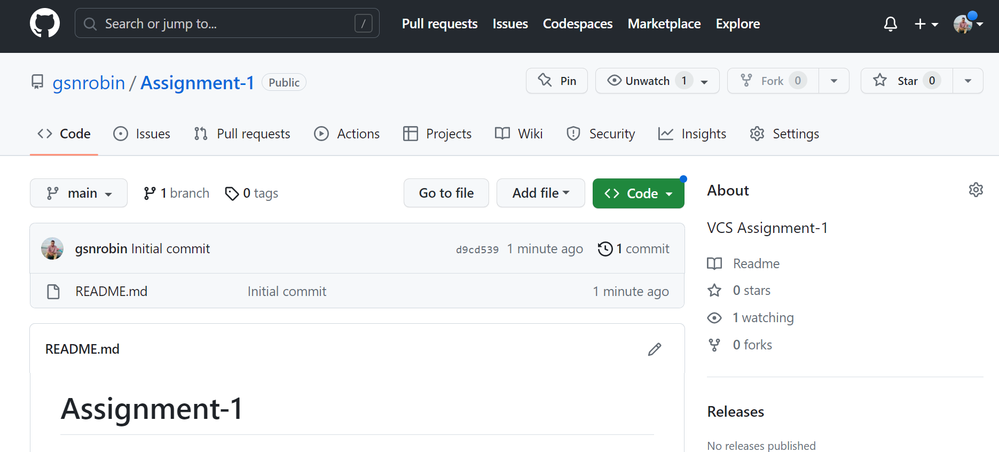 Search or jump to... / Pull requests Issues Codespaces Marketplace Explore
gsnrobin / Assignment-1 Public Pin Unwatch 1 Fork 0 Star 0
Code Issues Pull requests Actions Projects Wiki Security Insights Settings
main 1 branch 0 tags Go to file Add file Code
gsnrobin Initial commit d9cd539 1 minute ago 1 commit
README.md Initial commit 1 minute ago
README.md
Assignment-1
About
VCS Assignment-1
Readme
0 stars
1 watching
0 forks
Releases
No releases published